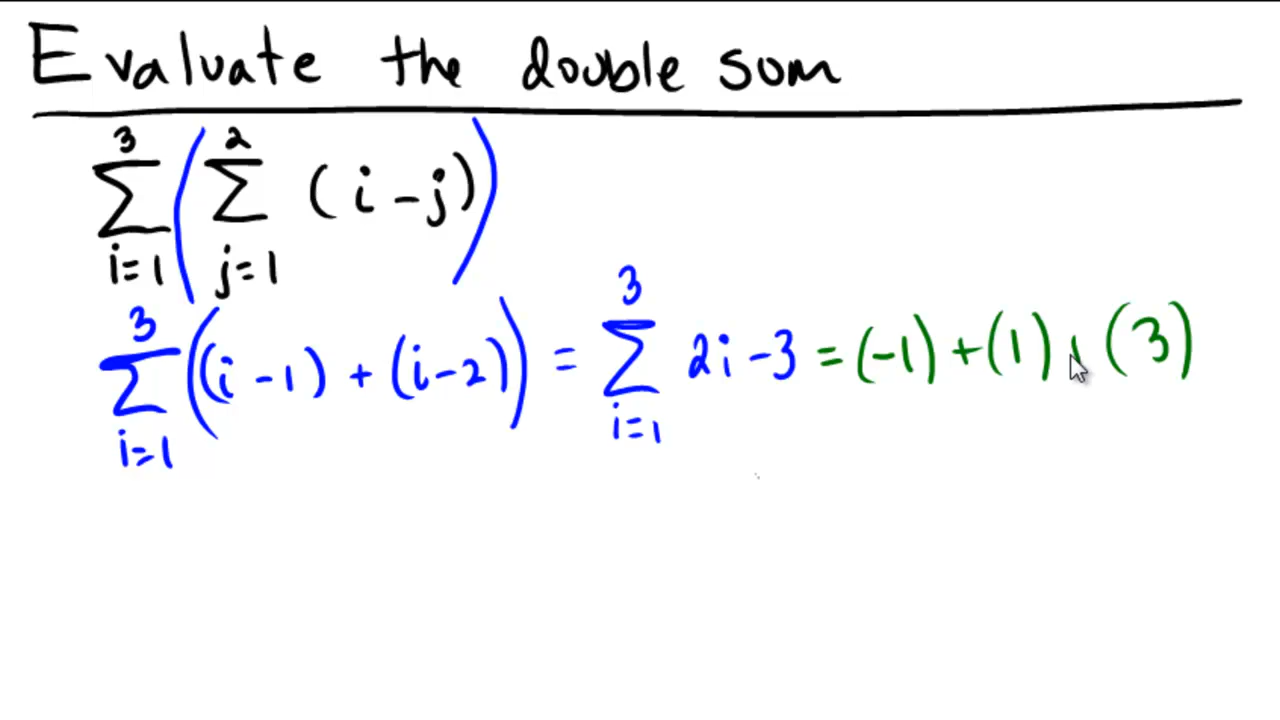 Evaluate the double sum
3 ( 2
∑ ( ∑ (i-j) )
i=1 j=1
3 3
∑ ((i-1) + (i-2)) = ∑ 2i-3 = (-1) + (1) + (3)
i=1 i=1